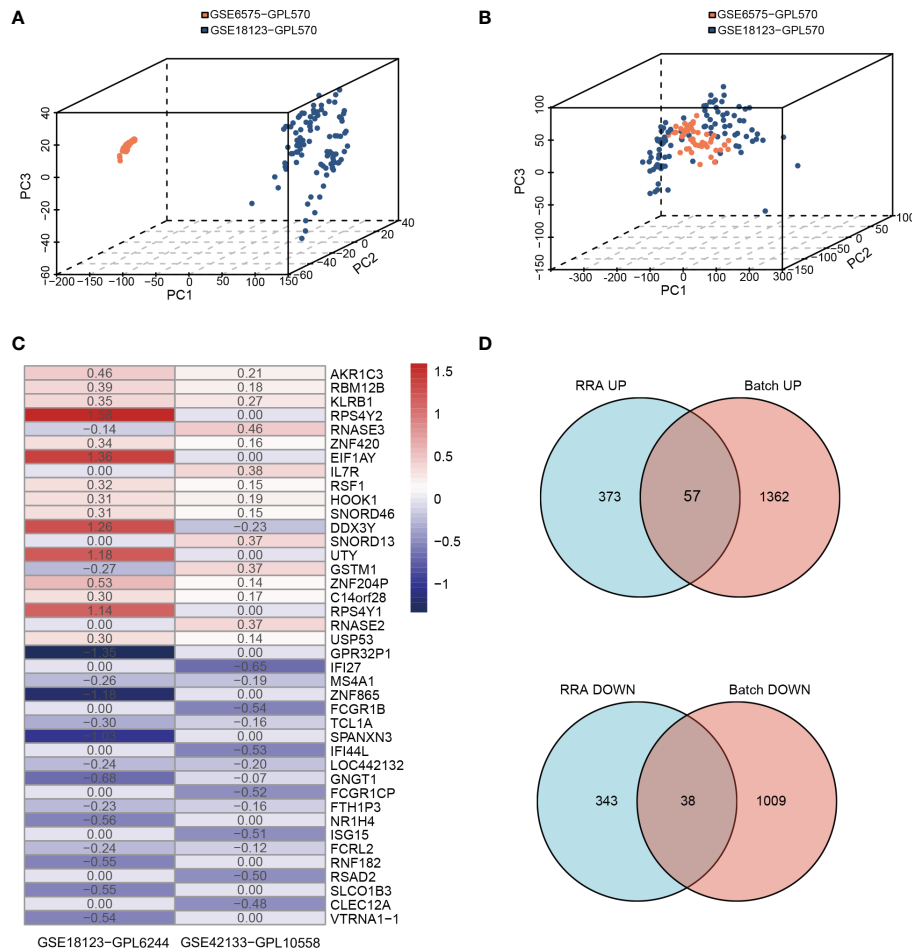 A
GSE6575−GPL570
GSE18123−GPL570
PC3
40
20
0
−20
−40
−60
−200 −150 −100 −50 0 50 100 150
PC1
−60 −40 −20 0 20 40
PC2
B
GSE6575−GPL570
GSE18123−GPL570
PC3
100
50
0
−50
−100
−150
−300 −200 −100 0 100 200 300
PC1
−150 −100 −50 0 50 100
PC2
C
0.46 0.21 AKR1C3
0.39 0.18 RBM12B
0.35 0.27 KLRB1
0.00 RPS4Y2
−0.14 0.46 RNASE3
0.34 0.16 ZNF420
1.36 0.00 EIF1AY
0.00 0.38 IL7R
0.32 0.15 RSF1
0.31 0.19 HOOK1
0.31 0.15 SNORD46
1.26 −0.23 DDX3Y
0.00 0.37 SNORD13
1.18 0.00 UTY
−0.27 0.37 GSTM1
0.53 0.14 ZNF204P
0.30 0.17 C14orf28
1.14 0.00 RPS4Y1
0.00 0.37 RNASE2
0.30 0.14 USP53
−1.35 0.00 GPR32P1
0.00 −0.65 IFI27
−0.26 −0.19 MS4A1
−1.18 0.00 ZNF865
0.00 −0.54 FCGR1B
−0.30 −0.16 TCL1A
−1.03 0.00 SPANXN3
0.00 −0.53 IFI44L
−0.24 −0.20 LOC442132
−0.68 −0.07 GNGT1
0.00 −0.52 FCGR1CP
−0.23 −0.16 FTH1P3
−0.56 0.00 NR1H4
0.00 −0.51 ISG15
−0.24 −0.12 FCRL2
−0.55 0.00 RNF182
0.00 −0.50 RSAD2
−0.55 0.00 SLCO1B3
0.00 −0.48 CLEC12A
−0.54 0.00 VTRNA1−1
GSE18123−GPL6244 GSE42133−GPL10558
1.5
1
0.5
0
−0.5
−1
D
RRA UP Batch UP
373 57 1362
RRA DOWN Batch DOWN
343 38 1009